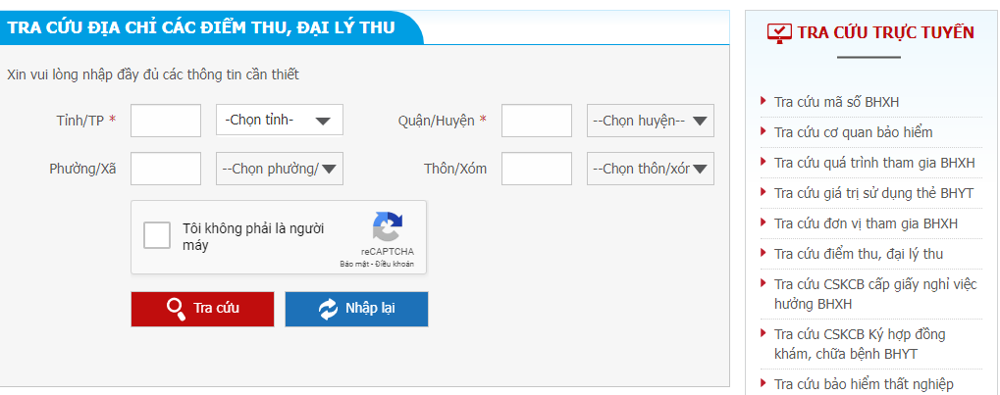 TRA CỨU ĐỊA CHỈ CÁC ĐIỂM THU, ĐẠI LÝ THU
Xin vui lòng nhập đầy đủ các thông tin cần thiết
Tỉnh/TP * -Chọn tỉnh- Quận/Huyện * --Chọn huyện--
Phường/Xã --Chọn phường/ Thôn/Xóm --Chọn thôn/xór
Tôi không phải là người
máy
reCAPTCHA
Bảo mật - Điều khoản
Tra cứu Nhập lại
TRA CỨU TRỰC TUYẾN
Tra cứu mã số BHXH
Tra cứu cơ quan bảo hiểm
Tra cứu quá trình tham gia BHXH
Tra cứu giá trị sử dụng thẻ BHYT
Tra cứu đơn vị tham gia BHXH
Tra cứu điểm thu, đại lý thu
Tra cứu CSKCB cấp giấy nghỉ việc
hưởng BHXH
Tra cứu CSKCB Ký hợp đồng
khám, chữa bệnh BHYT
Tra cứu bảo hiểm thất nghiệp